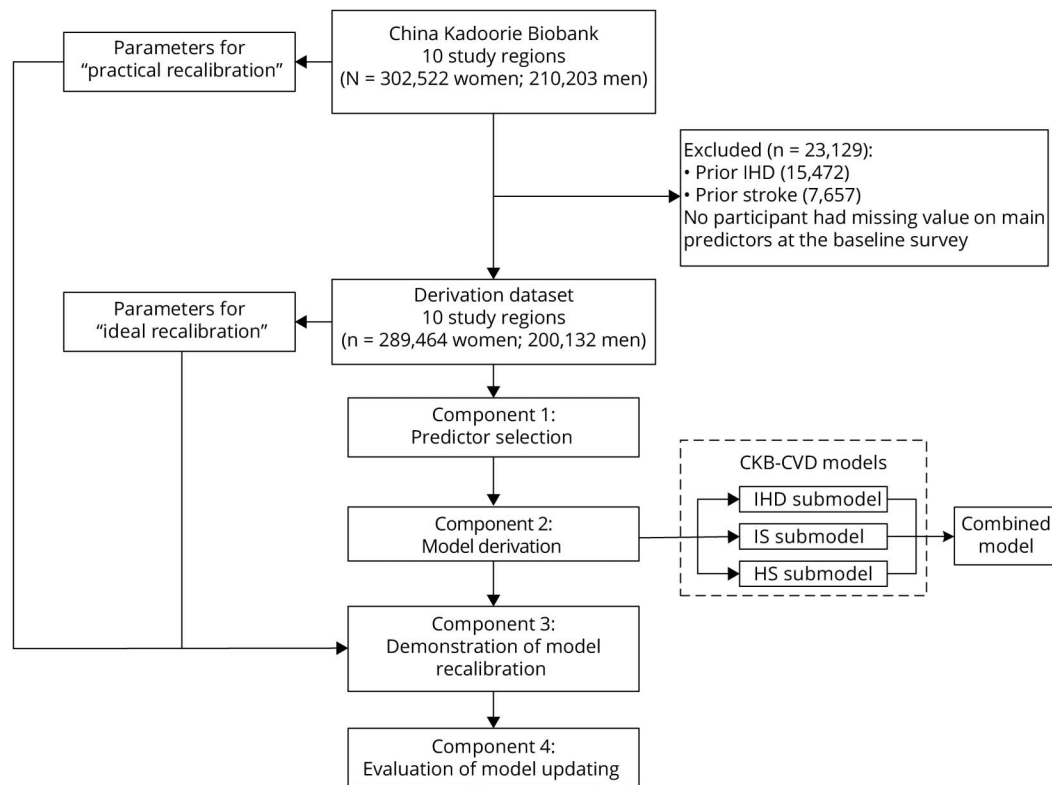 Parameters for
“practical recalibration”
China Kadoorie Biobank
10 study regions
(N = 302,522 women; 210,203 men)
Excluded (n = 23,129):
• Prior IHD (15,472)
• Prior stroke (7,657)
No participant had missing value on main
predictors at the baseline survey
Parameters for
“ideal recalibration”
Derivation dataset
10 study regions
(n = 289,464 women; 200,132 men)
Component 1:
Predictor selection
Component 2:
Model derivation
CKB-CVD models
IHD submodel
IS submodel
HS submodel
Combined
model
Component 3:
Demonstration of model
recalibration
Component 4:
Evaluation of model updating